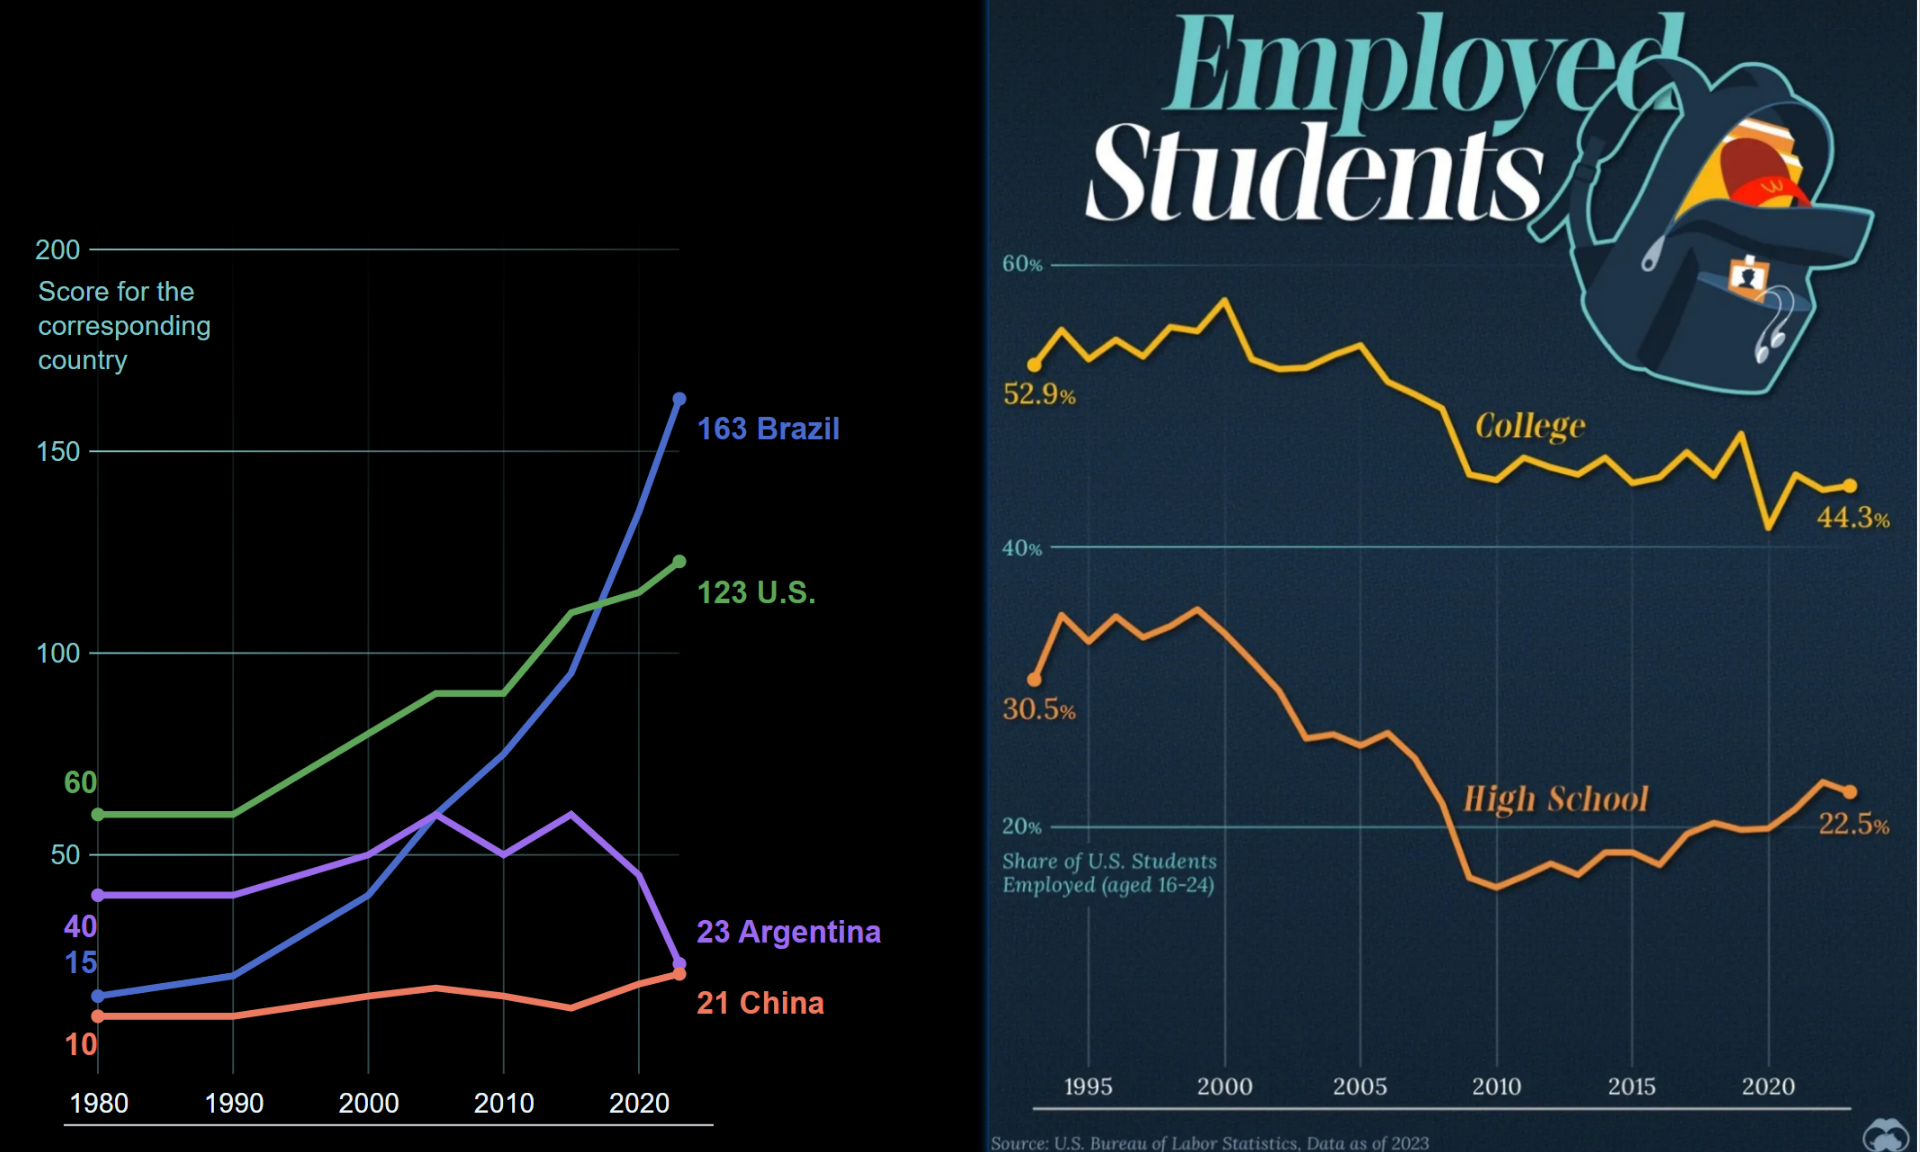 200
Score for the
corresponding
country
150
100
50
60
40
15
10
163 Brazil
123 U.S.
23 Argentina
21 China
1980 1990 2000 2010 2020
Employed
Students
60%
52.9%
College
44.3%
40%
30.5%
High School
22.5%
20%
Share of U.S. Students
Employed (aged 16-24)
1995 2000 2005 2010 2015 2020
Source: U.S. Bureau of Labor Statistics, Data as of 2023